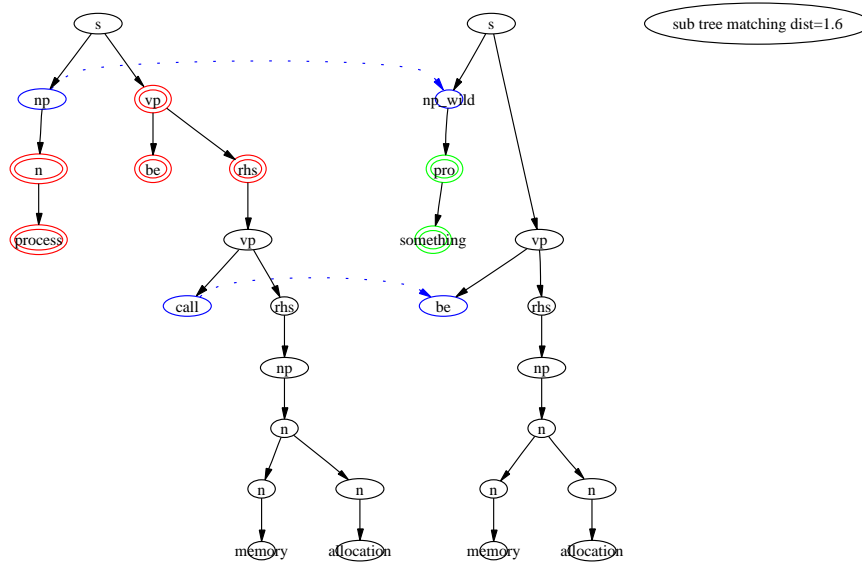 s
s
sub tree matching dist=1.6
np
vp
np_wild
n
be
rhs
pro
process
vp
something
vp
call
rhs
be
rhs
np
np
n
n
n
n
n
n
memory
allocation
memory
allocation